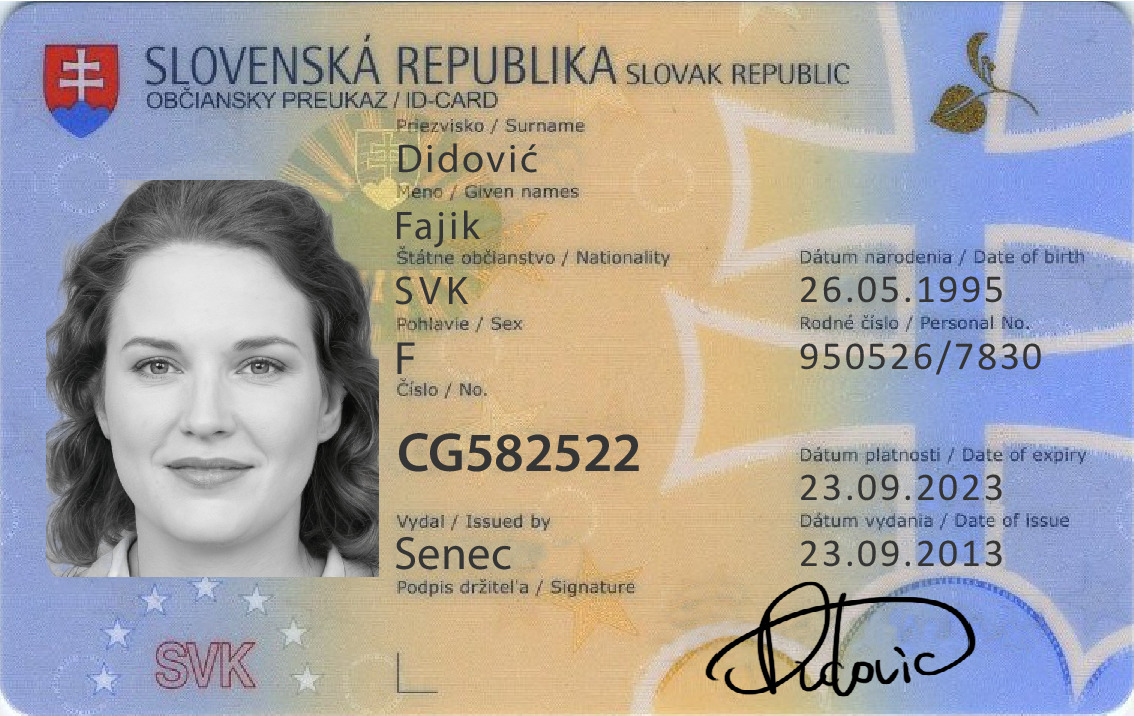 SLOVENSKÁ REPUBLIKA SLOVAK REPUBLIC
OBČIANSKY PREUKAZ / ID-CARD
Priezvisko / Surname
Didović
Meno / Given names
Fajik
Štátne občianstvo / Nationality
SVK
Dátum narodenia / Date of birth
26.05.1995
Pohlavie / Sex
F
Rodné číslo / Personal No.
950526/7830
Číslo / No.
CG582522
Dátum platnosti / Date of expiry
23.09.2023
Vydal / Issued by
Senec
Dátum vydania / Date of issue
23.09.2013
Podpis držiteľa / Signature
Didovic
SVK